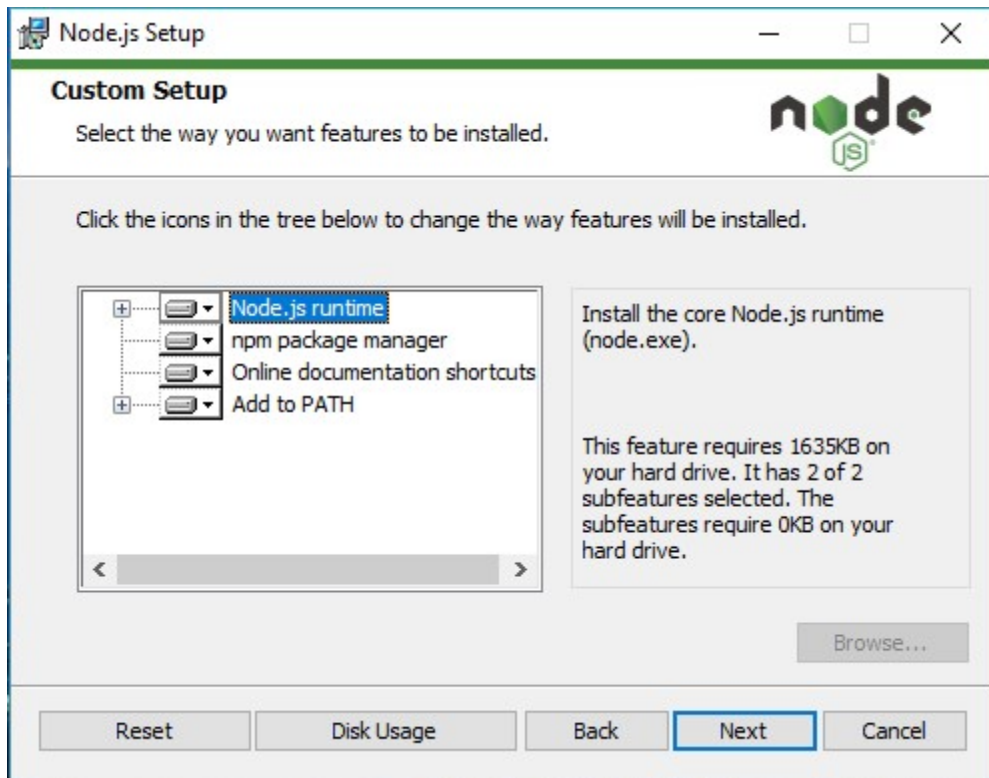 Node.js Setup
Custom Setup
Select the way you want features to be installed.
node
JS
Click the icons in the tree below to change the way features will be installed.
Node.js runtime
npm package manager
Online documentation shortcuts
Add to PATH
Install the core Node.js runtime
(node.exe).
This feature requires 1635KB on
your hard drive. It has 2 of 2
subfeatures selected. The
subfeatures require 0KB on your
hard drive.
Browse...
Reset
Disk Usage
Back
Next
Cancel